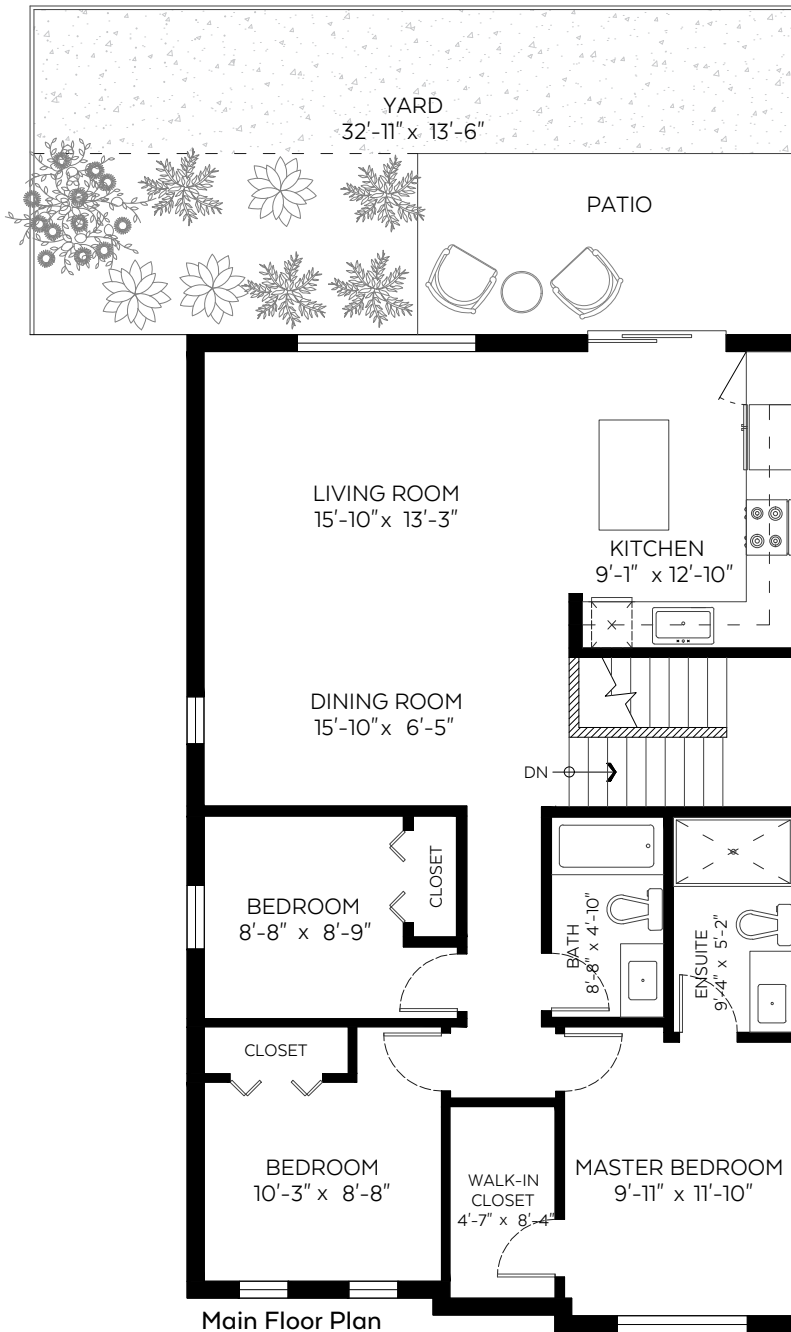 YARD
32'-11" x 13'-6"
PATIO
LIVING ROOM
15'-10" x 13'-3"
KITCHEN
9'-1" x 12'-10"
DINING ROOM
15'-10" x 6'-5"
DN
BEDROOM
8'-8" x 8'-9"
CLOSET
BATH
8'-8" x 4'-10"
ENSUITE
9'-4" x 5'-2"
CLOSET
BEDROOM
10'-3" x 8'-8"
WALK-IN
CLOSET
4'-7" x 8'-4"
MASTER BEDROOM
9'-11" x 11'-10"
Main Floor Plan